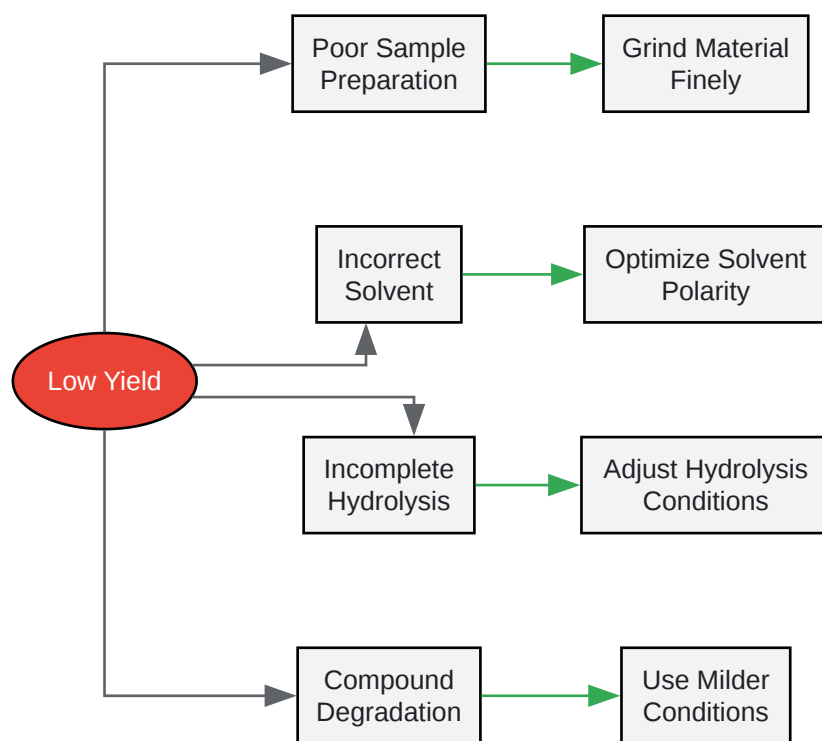 Poor Sample
Preparation
Grind Material
Finely
Incorrect
Solvent
Optimize Solvent
Polarity
Low Yield
Incomplete
Hydrolysis
Adjust Hydrolysis
Conditions
Compound
Degradation
Use Milder
Conditions